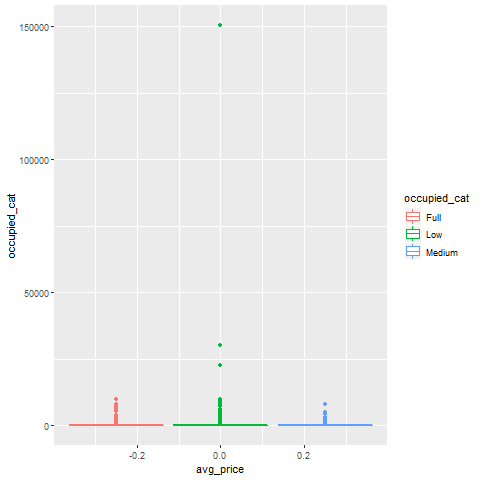 150000
100000
50000
0
occupied_cat
-0.2
0.0
0.2
avg_price
occupied_cat
Full
Low
Medium